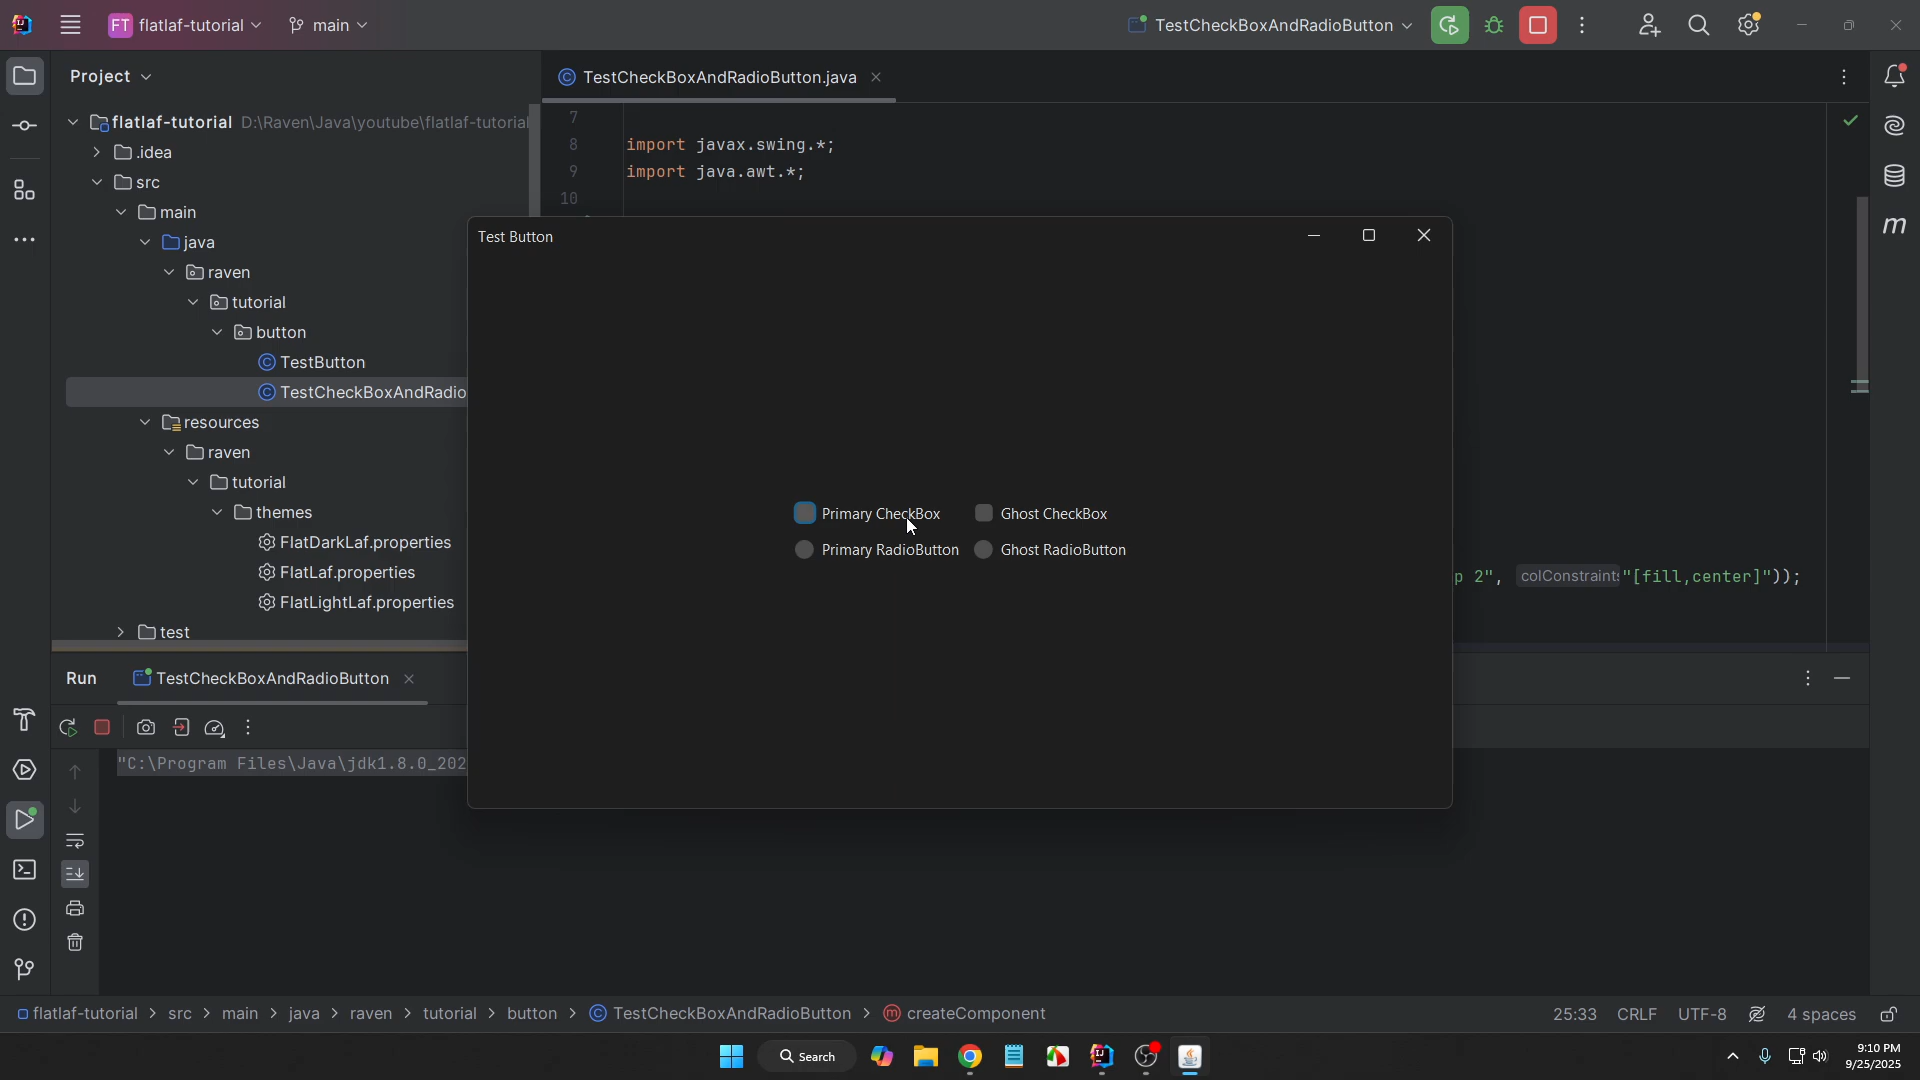 FT flatlaf-tutorial main TestCheckBoxAndRadioButton
Project
flatlaf-tutorial D:\Raven\Java\youtube\flatlaf-tutorial
.idea
src
main
java
raven
tutorial
button
TestButton
TestCheckBoxAndRadio
resources
raven
tutorial
themes
FlatDarkLaf.properties
FlatLaf.properties
FlatLightLaf.properties
test
TestCheckBoxAndRadioButton.java
7
8 import javax.swing.*;
9 import java.awt.*;
10
p 2", colConstraints "[fill,center]"));
Test Button
Primary CheckBox Ghost CheckBox
Primary RadioButton Ghost RadioButton
Run TestCheckBoxAndRadioButton
"C:\Program Files\Java\jdk1.8.0_202
flatlaf-tutorial > src > main > java > raven > tutorial > button > TestCheckBoxAndRadioButton > createComponent
25:33 CRLF UTF-8 4 spaces
Search
9:10 PM
9/25/2025